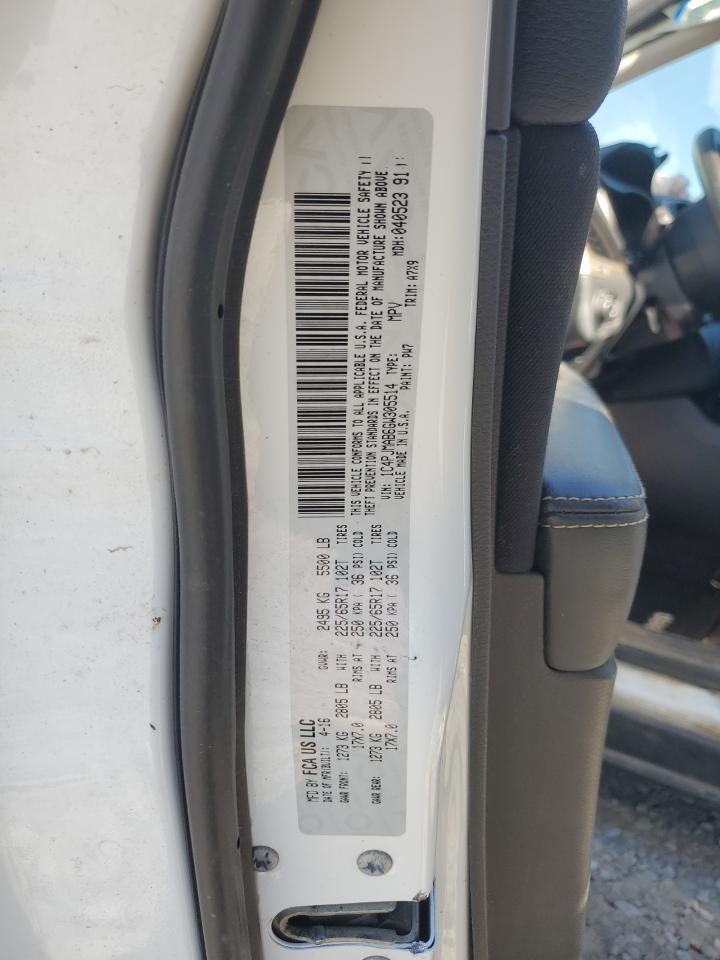 MFD BY FCA US LLC
DATE OF MFR(BUILT): 4-16 GVWR: 2495 KG 5500 LB
GAWR FRONT: 1273 KG 2805 LB WITH 225/65R17 102T TIRES
17X7.0 RIMS AT 250 KPA ( 36 PSI) COLD
GAWR REAR: 1273 KG 2805 LB WITH 225/65R17 102T TIRES
17X7.0 RIMS AT 250 KPA ( 36 PSI) COLD
THIS VEHICLE CONFORMS TO ALL APPLICABLE U.S.A. FEDERAL MOTOR VEHICLE SAFETY
THEFT PREVENTION STANDARDS IN EFFECT ON THE DATE OF MANUFACTURE SHOWN ABOVE
VIN: 1C4PJMAB6GW305514 TYPE: MPV MDH:040523 91
VEHICLE MADE IN U.S.A. PAINT: PW7 TRIM: A7X9